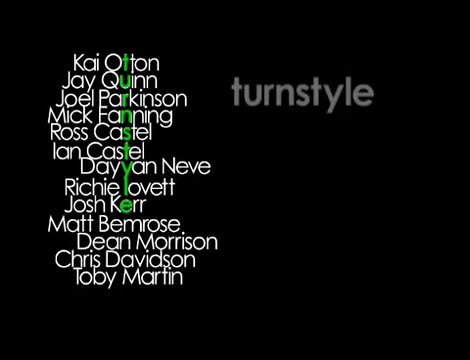 Kai Otton
Jay Quinn
Joel Parkinson
Mick Fanning
Ross Castel
Ian Castel
Dayyan Neve
Richie lovett
Josh Kerr
Matt Bemrose
Dean Morrison
Chris Davidson
Toby Martin
turnstyle